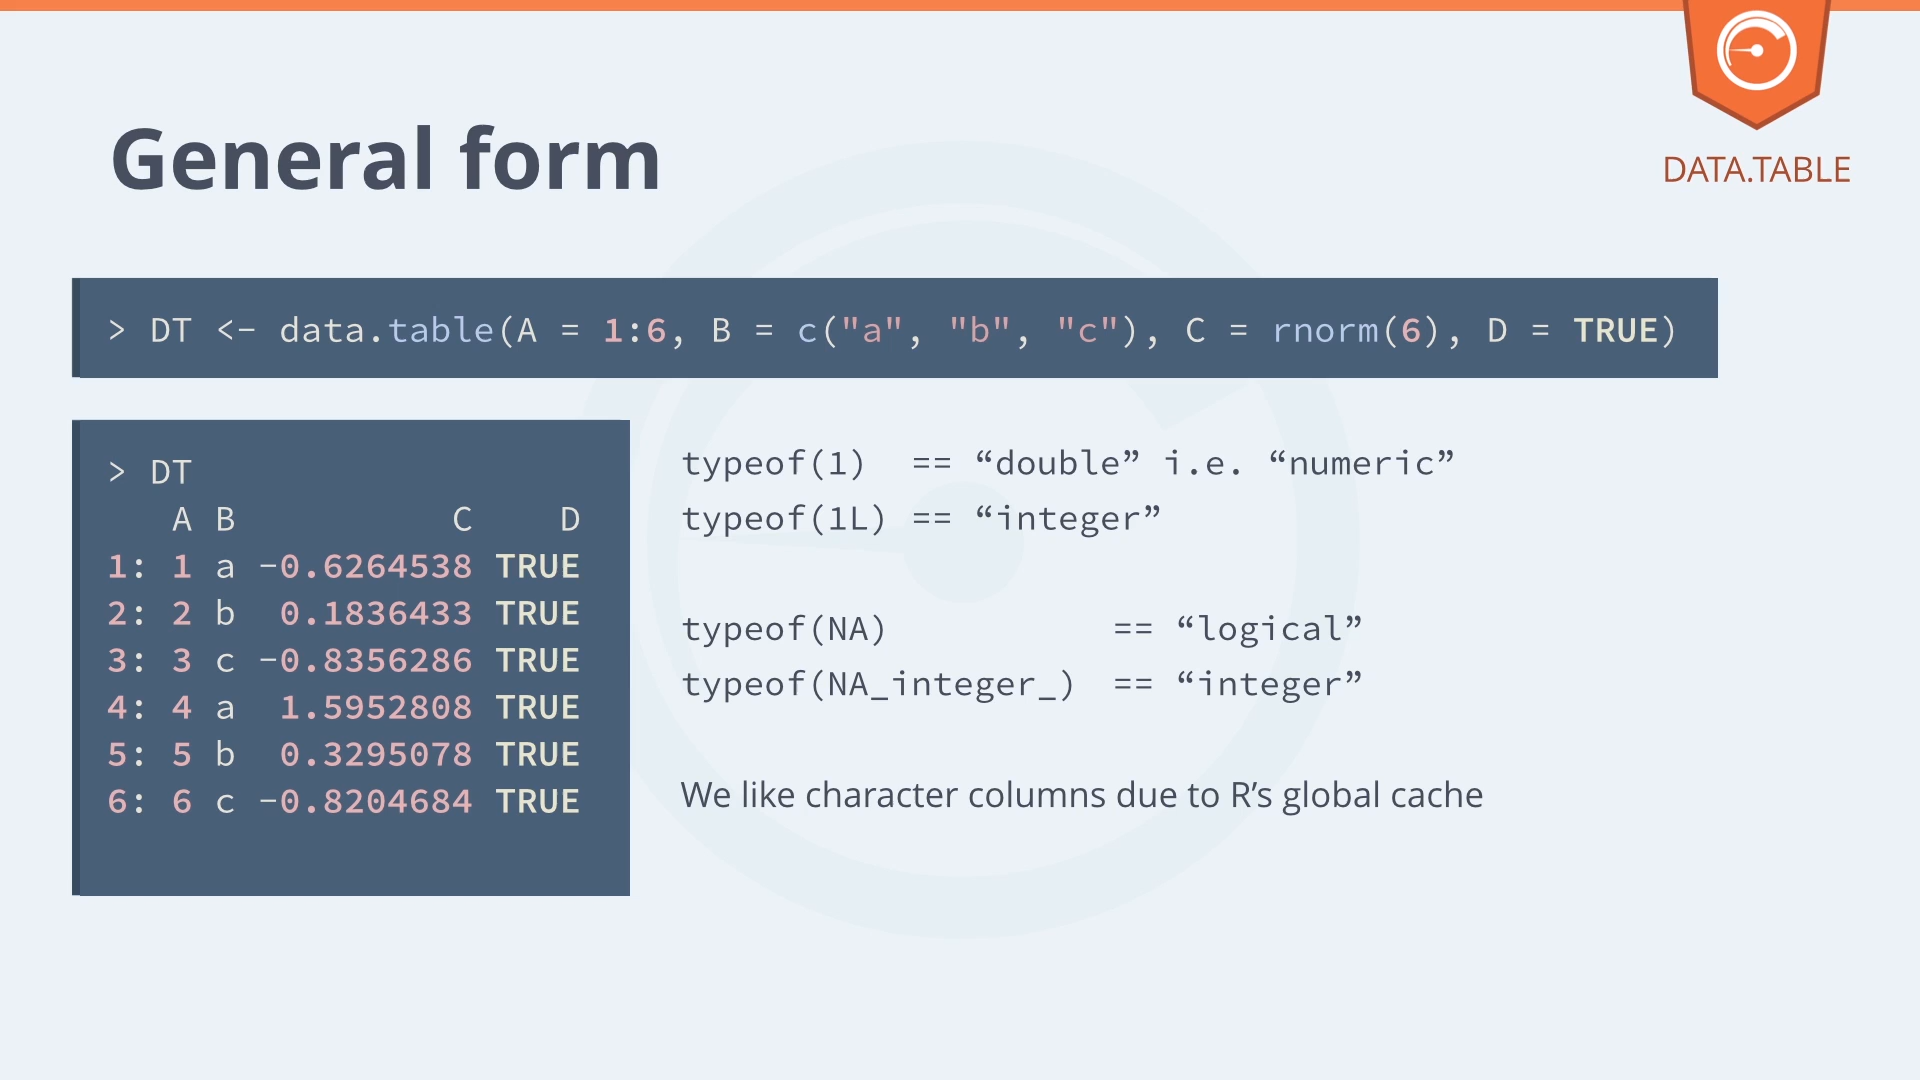 DATA.TABLE
General form
> DT <- data.table(A = 1:6, B = c("a", "b", "c"), C = rnorm(6), D = TRUE)
> DT
   A B          C    D
1: 1 a -0.6264538 TRUE
2: 2 b  0.1836433 TRUE
3: 3 c -0.8356286 TRUE
4: 4 a  1.5952808 TRUE
5: 5 b  0.3295078 TRUE
6: 6 c -0.8204684 TRUE
typeof(1)  == “double” i.e. “numeric”
typeof(1L) == “integer”
typeof(NA)           == “logical”
typeof(NA_integer_)  == “integer”
We like character columns due to R’s global cache